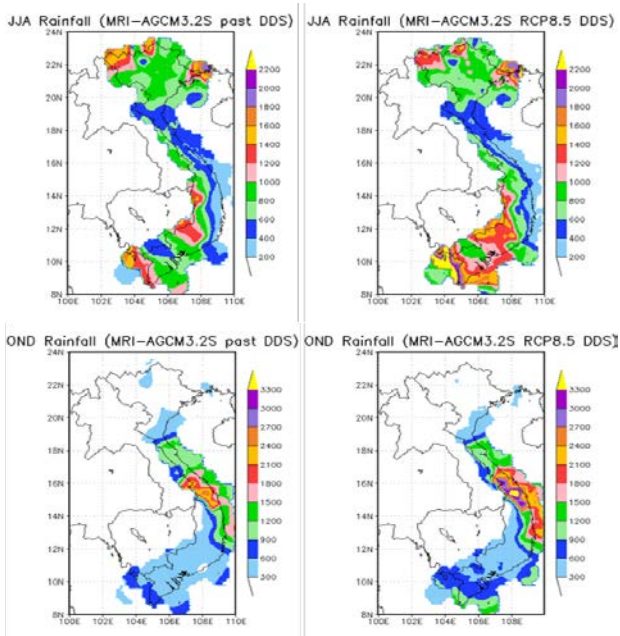 JJA Rainfall (MRI-AGCM3.2S past DDS)
24N
22N
20N
18N
16N
14N
12N
10N
8N
100E 102E 104E 106E 108E 110E
2200
2000
1800
1600
1400
1200
1000
800
600
400
200
JJA Rainfall (MRI-AGCM3.2S RCP8.5 DDS)
24N
22N
20N
18N
16N
14N
12N
10N
8N
100E 102E 104E 106E 108E 110E
2200
2000
1800
1600
1400
1200
1000
800
600
400
200
OND Rainfall (MRI-AGCM3.2S past DDS)
24N
22N
20N
18N
16N
14N
12N
10N
8N
100E 102E 104E 106E 108E 110E
3300
3000
2700
2400
2100
1800
1500
1200
900
600
300
OND Rainfall (MRI-AGCM3.2S RCP8.5 DDS)
24N
22N
20N
18N
16N
14N
12N
10N
8N
100E 102E 104E 106E 108E 110E
3300
3000
2700
2400
2100
1800
1500
1200
900
600
300